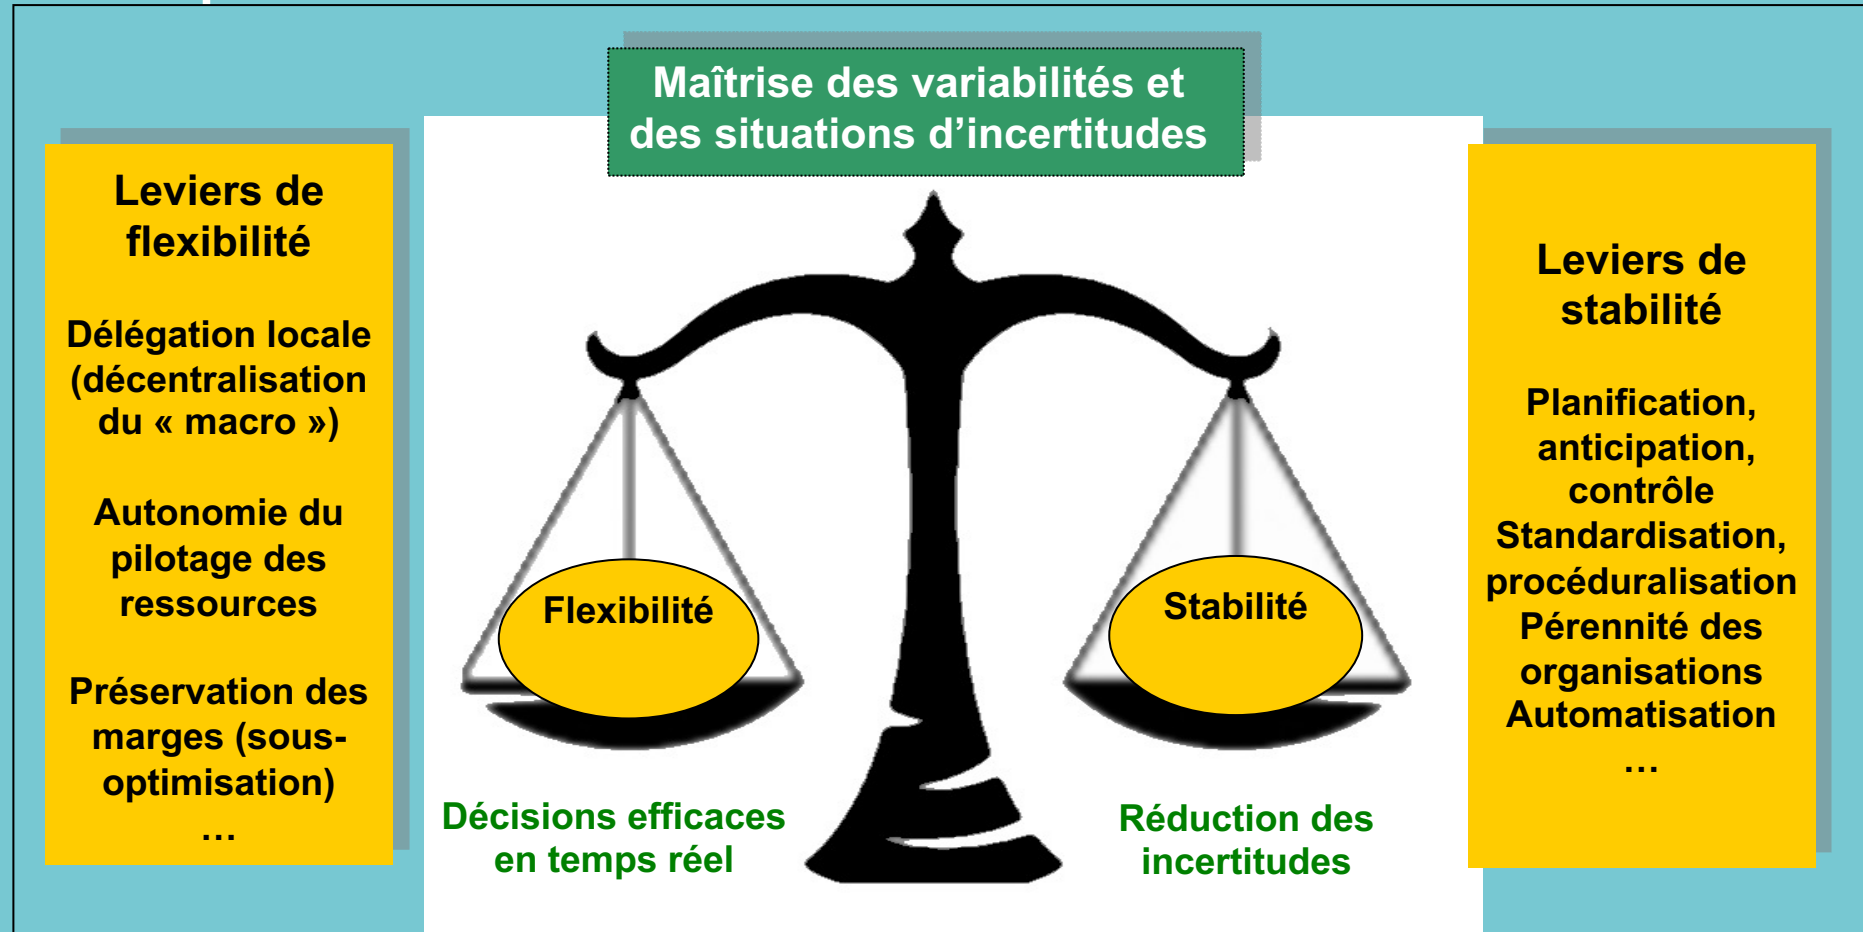 Maîtrise des variabilités et
des situations d’incertitudes
Leviers de
flexibilité
Délégation locale
(décentralisation
du « macro »)
Autonomie du
pilotage des
ressources
Préservation des
marges (sous-
optimisation)
…
Flexibilité
Décisions efficaces
en temps réel
Stabilité
Réduction des
incertitudes
Leviers de
stabilité
Planification,
anticipation,
contrôle
Standardisation,
procéduralisation
Pérennité des
organisations
Automatisation
…